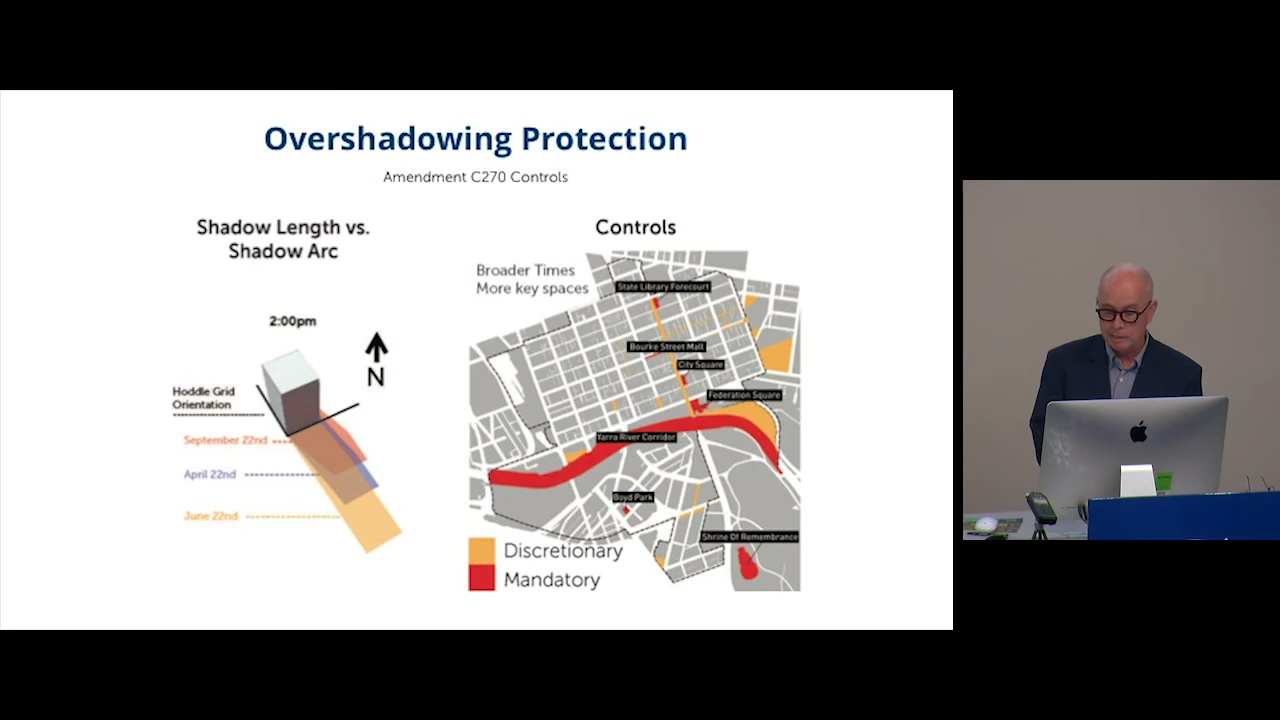 Overshadowing Protection
Amendment C270 Controls
Shadow Length vs.
Shadow Arc
2:00pm
N
Hoddle Grid
Orientation
September 22nd
April 22nd
June 22nd
Controls
Broader Times
More key spaces
State Library Forecourt
Bourke Street Mall
City Square
Federation Square
Yarra River Corridor
Boyd Park
Shrine Of Remembrance
Discretionary
Mandatory